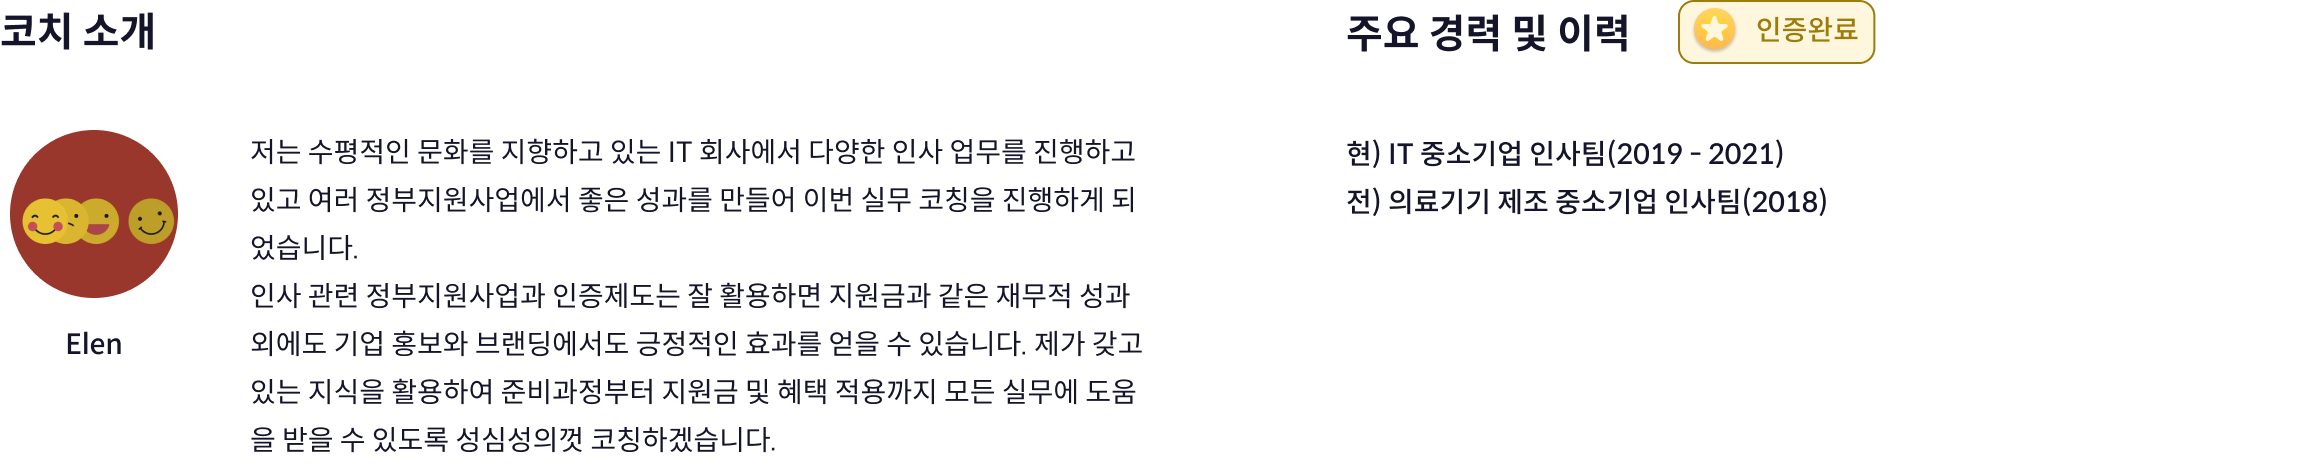 코치 소개
Elen
저는 수평적인 문화를 지향하고 있는 IT 회사에서 다양한 인사 업무를 진행하고
있고 여러 정부지원사업에서 좋은 성과를 만들어 이번 실무 코칭을 진행하게 되
었습니다.
인사 관련 정부지원사업과 인증제도는 잘 활용하면 지원금과 같은 재무적 성과
외에도 기업 홍보와 브랜딩에서도 긍정적인 효과를 얻을 수 있습니다. 제가 갖고
있는 지식을 활용하여 준비과정부터 지원금 및 혜택 적용까지 모든 실무에 도움
을 받을 수 있도록 성심성의껏 코칭하겠습니다.
주요 경력 및 이력
인증완료
현) IT 중소기업 인사팀(2019 - 2021)
전) 의료기기 제조 중소기업 인사팀(2018)